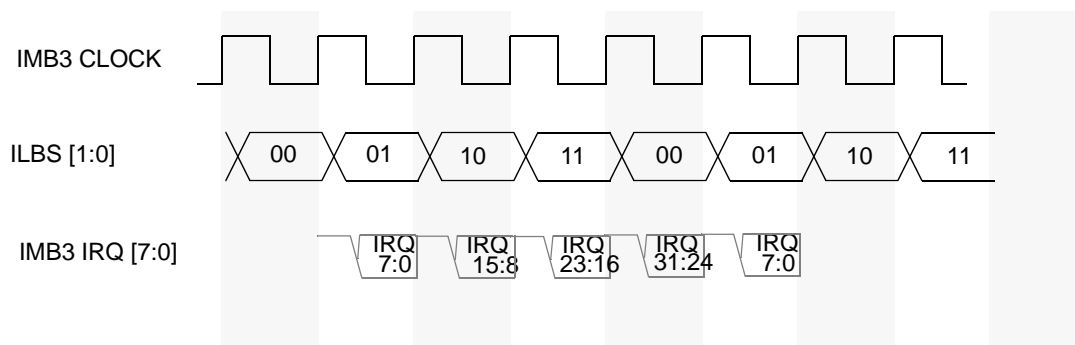 IMB3 CLOCK
ILBS [1:0] 00 01 10 11 00 01 10 11
IMB3 IRQ [7:0]
IRQ IRQ IRQ IRQ IRQ
7:0 15:8 23:16 31:24 7:0